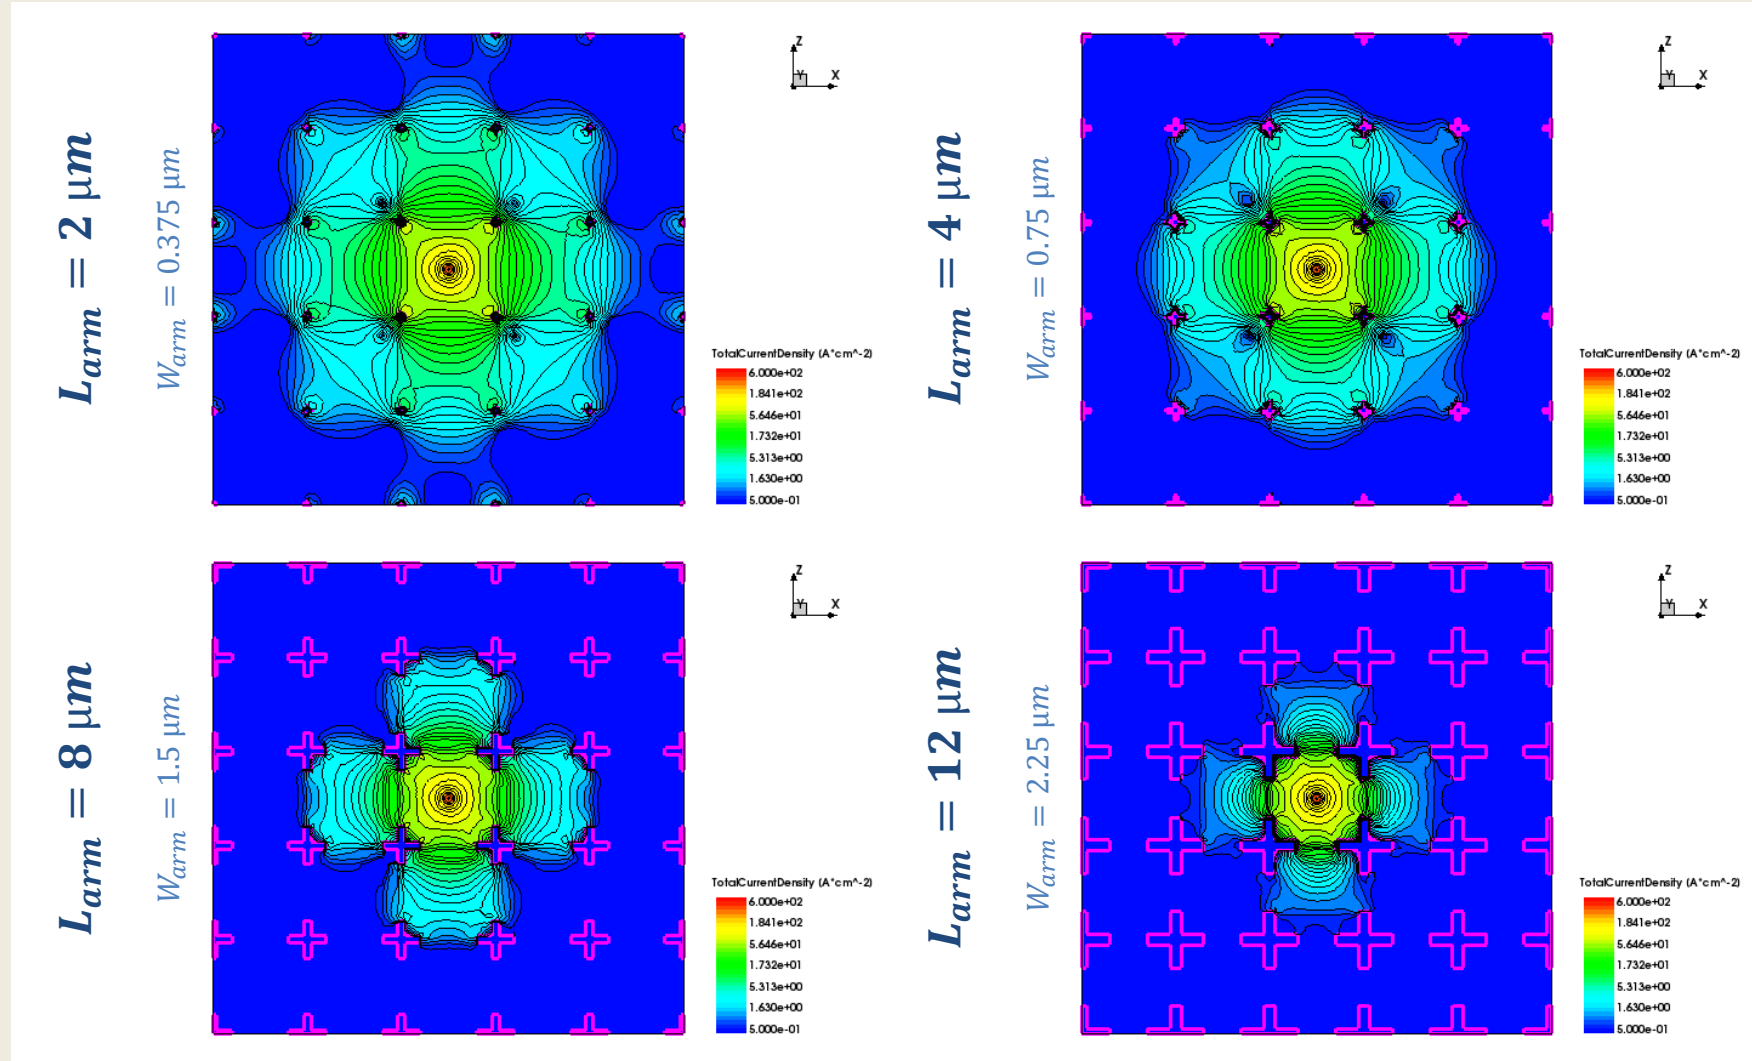 L_arm = 2 μm
W_arm = 0.375 μm
Z
Y
X
TotalCurrentDensity (A*cm^-2)
6.000e+02
1.841e+02
5.646e+01
1.732e+01
5.313e+00
1.630e+00
5.000e-01
L_arm = 4 μm
W_arm = 0.75 μm
Z
Y
X
TotalCurrentDensity (A*cm^-2)
6.000e+02
1.841e+02
5.646e+01
1.732e+01
5.313e+00
1.630e+00
5.000e-01
L_arm = 8 μm
W_arm = 1.5 μm
Z
Y
X
TotalCurrentDensity (A*cm^-2)
6.000e+02
1.841e+02
5.646e+01
1.732e+01
5.313e+00
1.630e+00
5.000e-01
L_arm = 12 μm
W_arm = 2.25 μm
Z
Y
X
TotalCurrentDensity (A*cm^-2)
6.000e+02
1.841e+02
5.646e+01
1.732e+01
5.313e+00
1.630e+00
5.000e-01